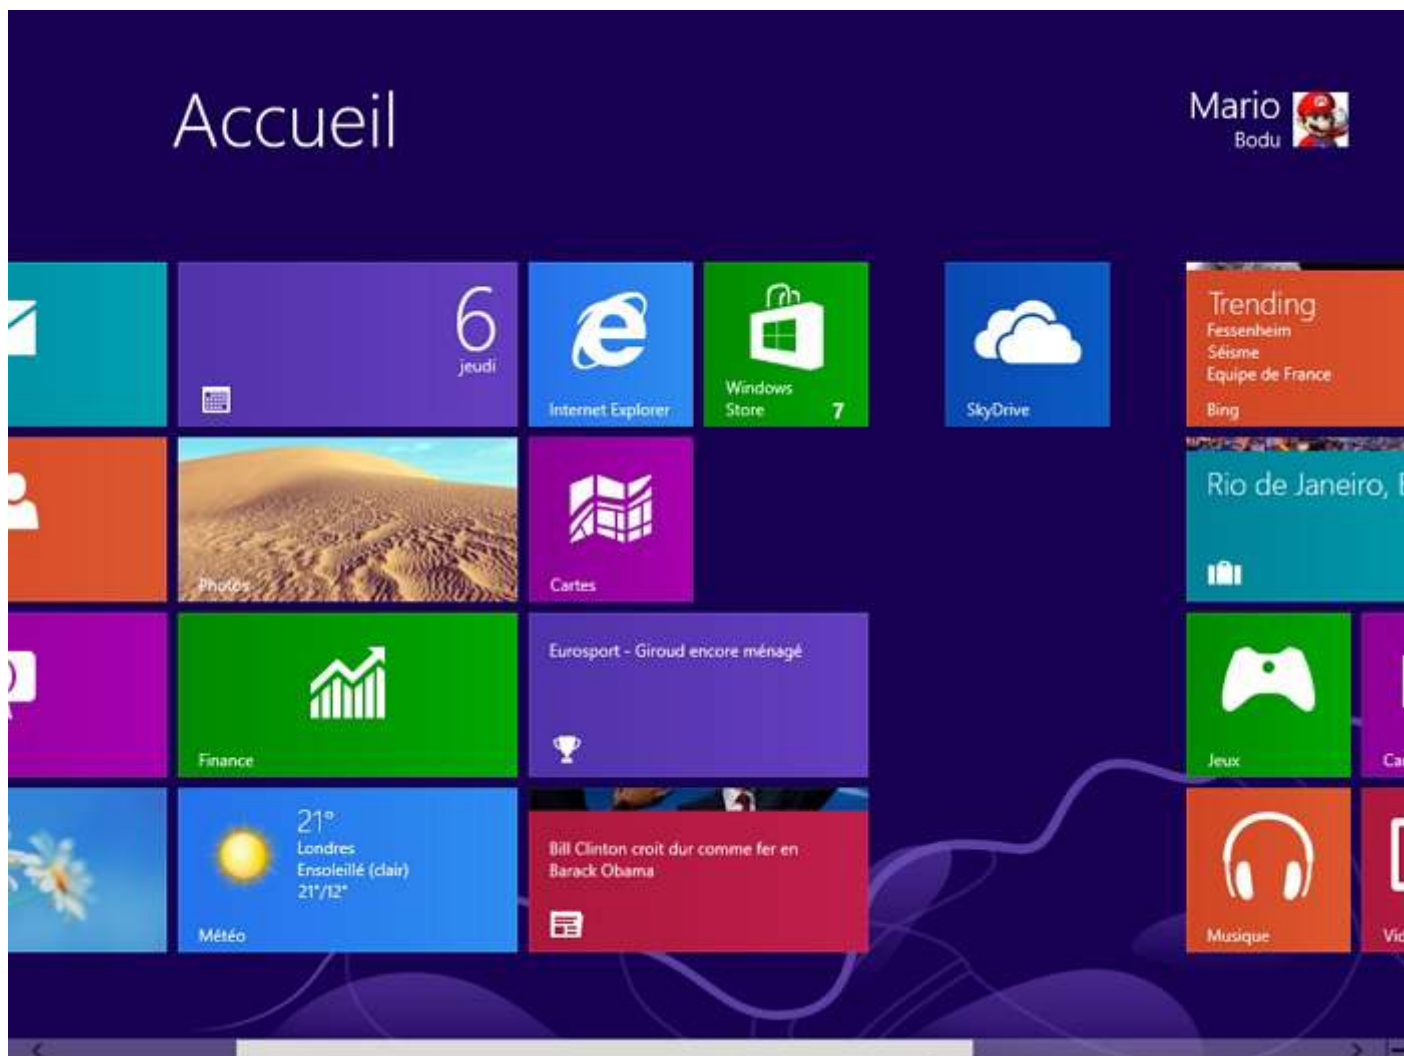 Accueil
Mario
Bodu
6
jeudi
Internet Explorer
Windows
Store 7
SkyDrive
Trending
Fessenheim
Séisme
Equipe de France
Bing
Photos
Cartes
Rio de Janeiro,
Finance
Eurosport - Giroud encore ménagé
Jeux
21°
Londres
Ensoleillé (clair)
21°/12°
Météo
Bill Clinton croit dur comme fer en
Barack Obama
Musique